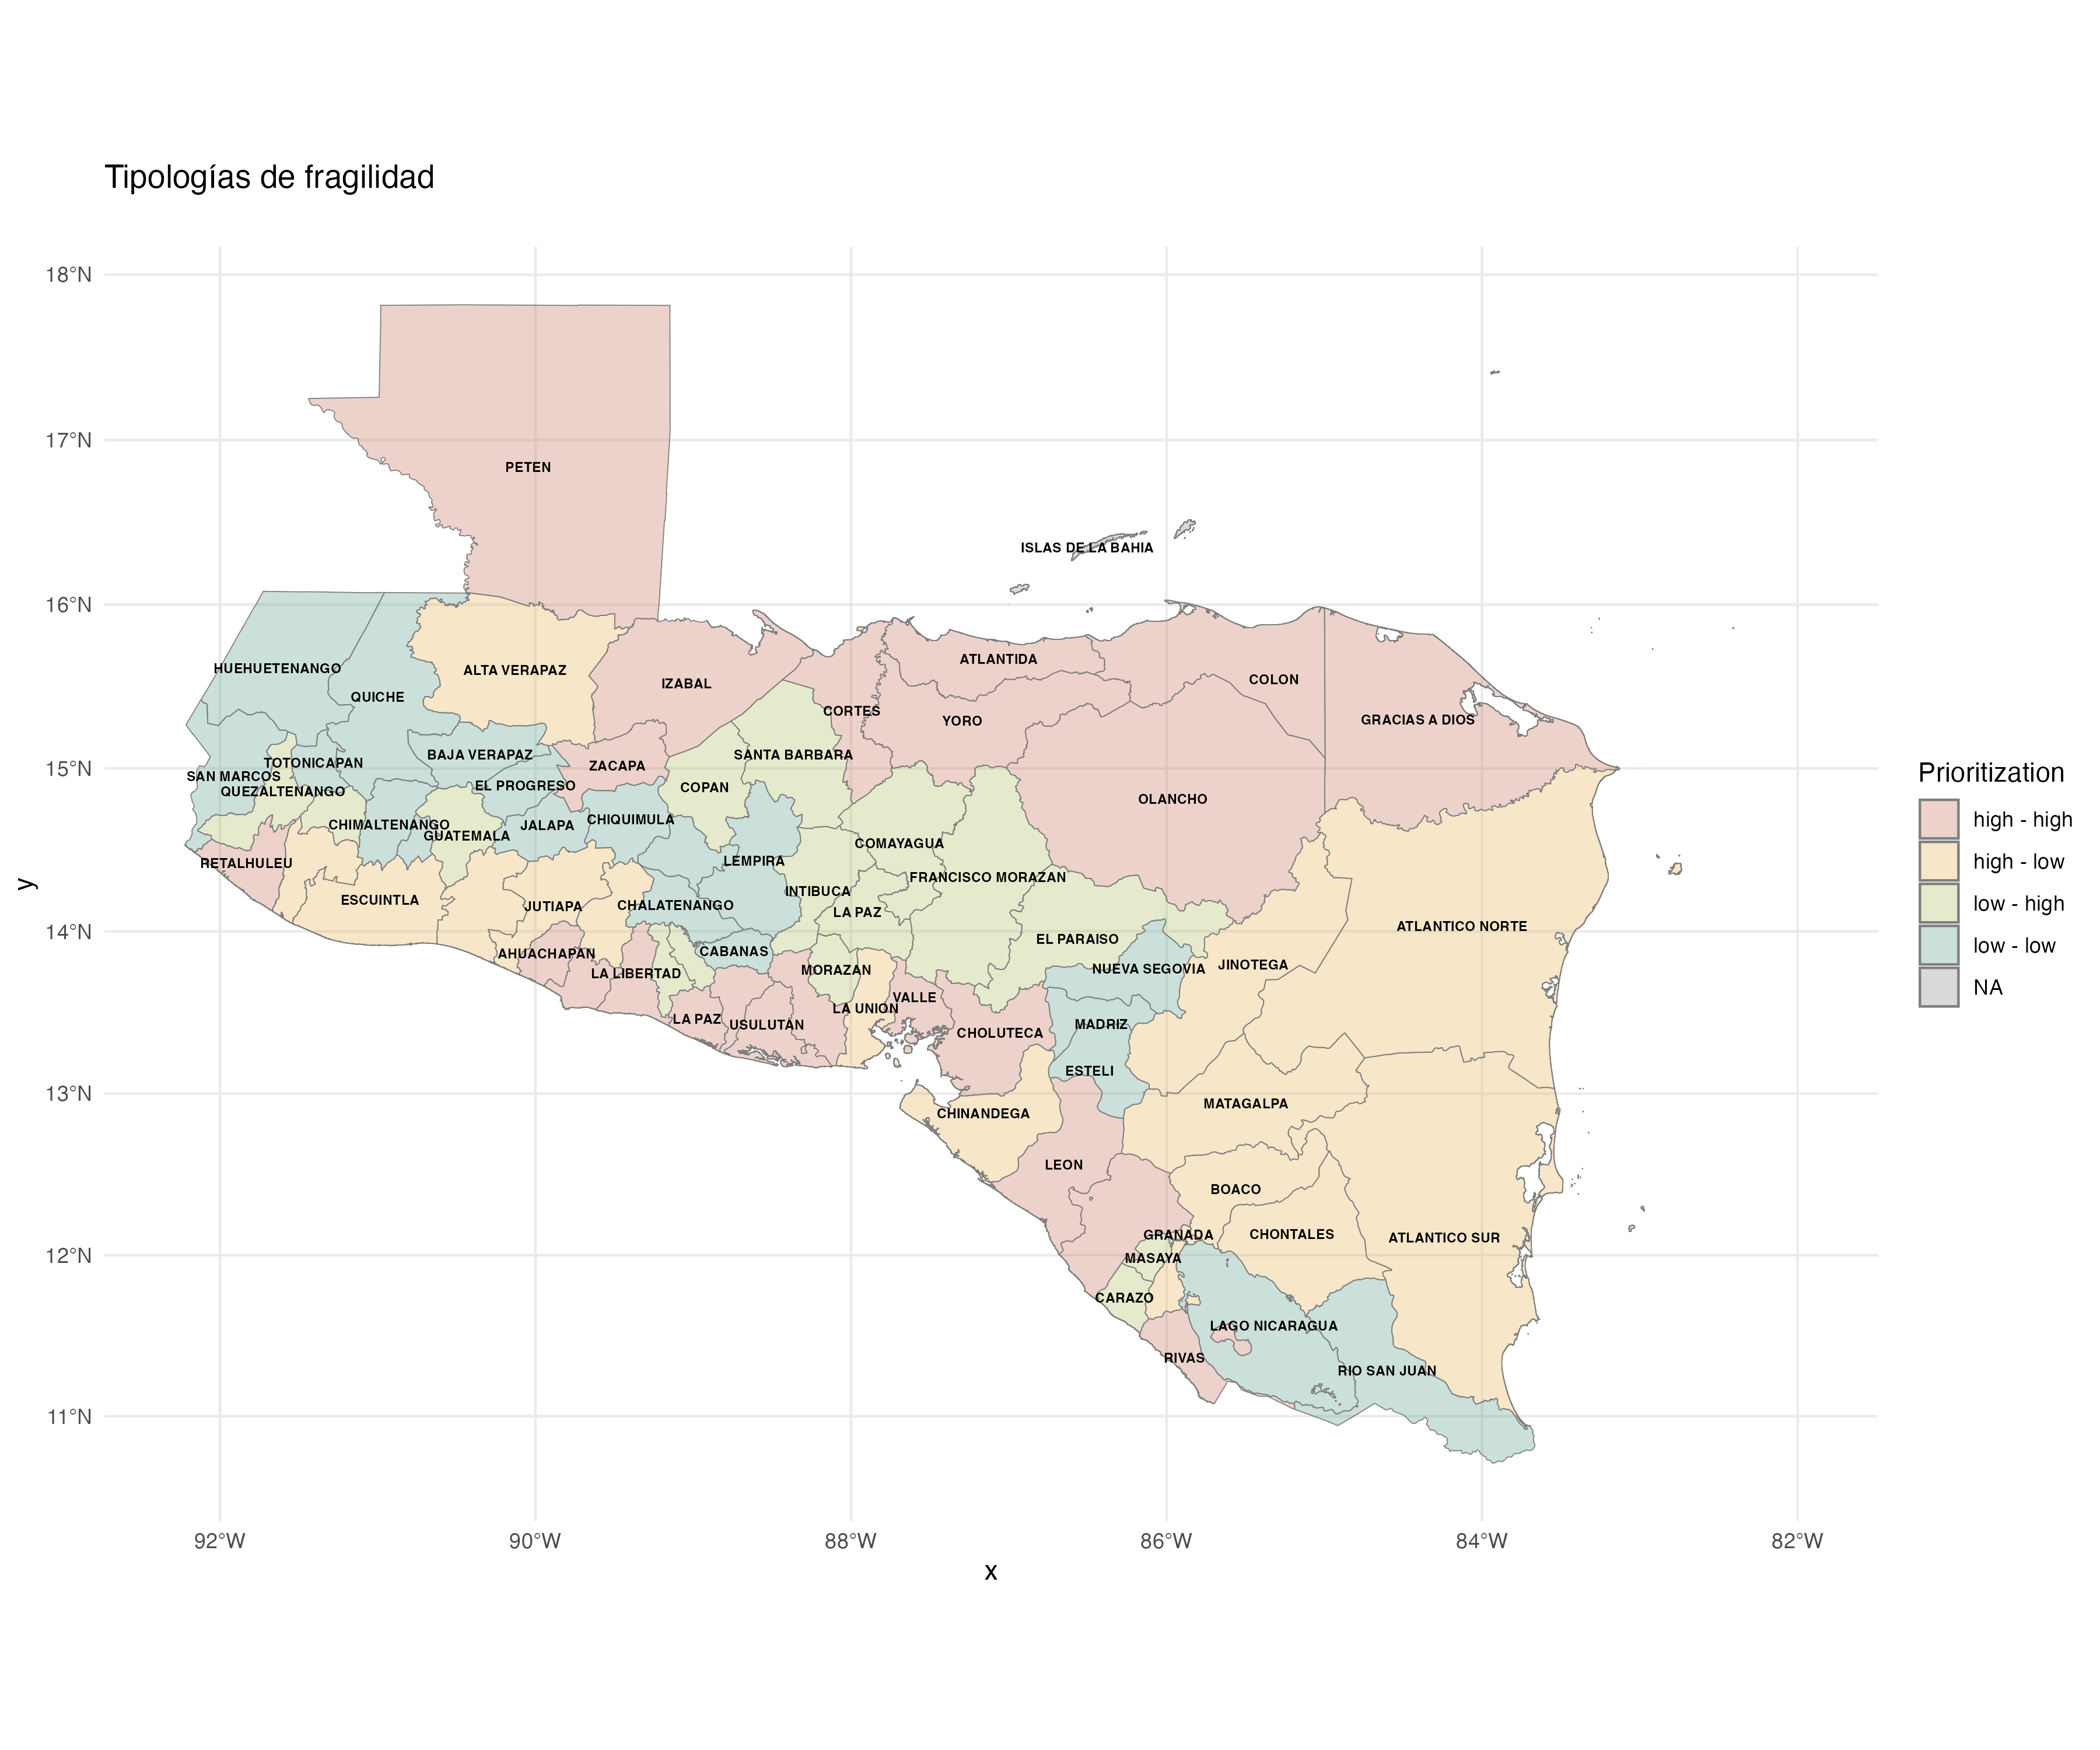 Tipologías de fragilidad
18°N
17°N
16°N
15°N
14°N
13°N
12°N
11°N
y
PETEN
ISLAS DE LA BAHIA
HUEHUETENANGO
ALTA VERAPAZ
QUICHE
IZABAL
ATLANTIDA
COLON
CORTES
YORO
GRACIAS A DIOS
BAJA VERAPAZ
SANTA BARBARA
TOTONICAPAN
ZACAPA
SAN MARCOS
EL PROGRESO
COPAN
QUEZALTENANGO
OLANCHO
CHIMALTENANGO
JALAPA
CHIQUIMULA
GUATEMALA
COMAYAGUA
RETALHULEU
LEMPIRA
FRANCISCO MORAZAN
INTIBUCA
ESCUINTLA
JUTIAPA
CHALATENANGO
LA PAZ
ATLANTICO NORTE
EL PARAISO
AHUACHAPAN
CABANAS
LA LIBERTAD
MORAZAN
NUEVA SEGOVIA
JINOTEGA
VALLE
LA UNION
LA PAZ
USULUTAN
CHOLUTECA
MADRIZ
ESTELI
CHINANDEGA
MATAGALPA
LEON
BOACO
GRANADA
CHONTALES
ATLANTICO SUR
MASAYA
CARAZO
LAGO NICARAGUA
RIVAS
RIO SAN JUAN
92°W
90°W
88°W
86°W
84°W
82°W
x
Prioritization
high - high
high - low
low - high
low - low
NA